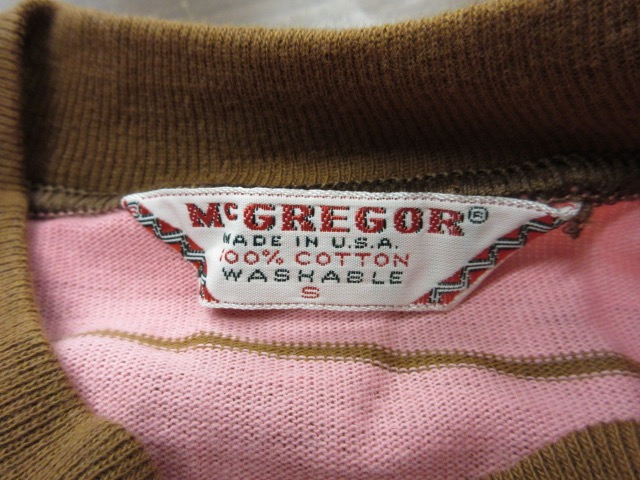 McGREGOR®
MADE IN U.S.A.
100% COTTON
WASHABLE
S